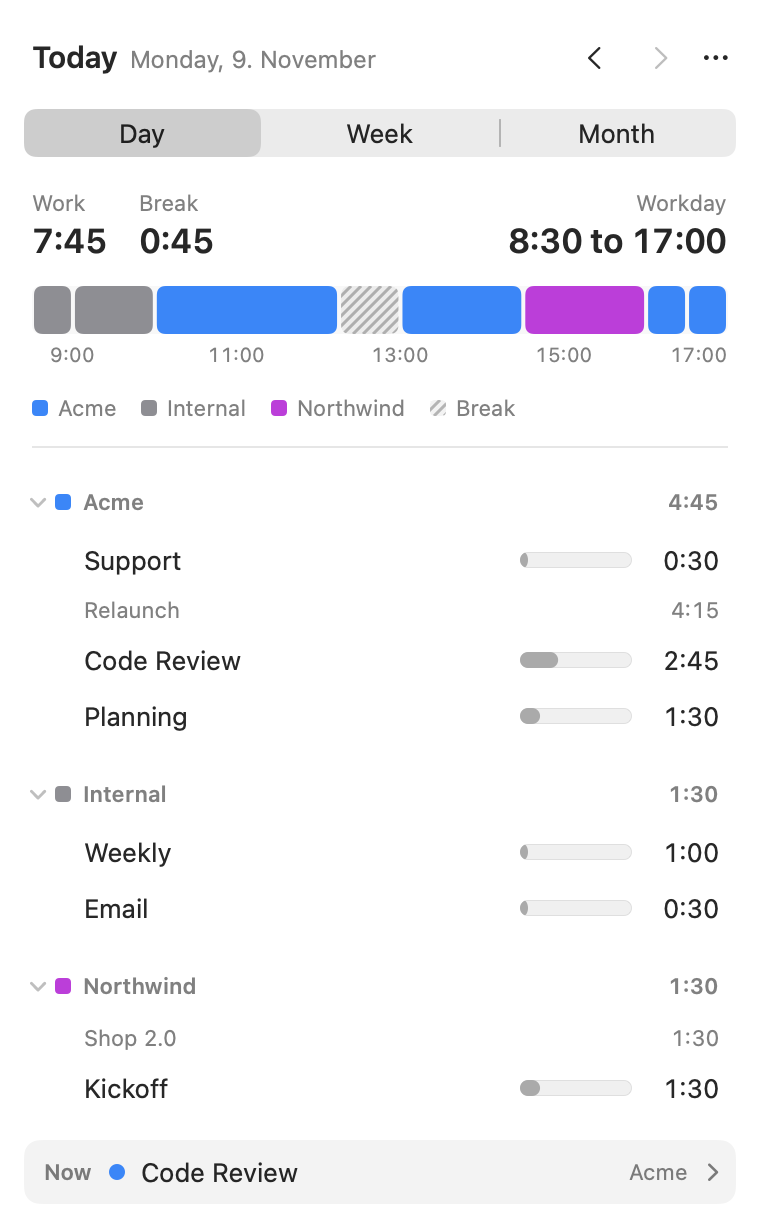 Today Monday, 9. November
Day Week Month
Work Break Workday
7:45 0:45 8:30 to 17:00
9:00 11:00 13:00 15:00 17:00
Acme Internal Northwind Break
Acme 4:45
Support 0:30
Relaunch 4:15
Code Review 2:45
Planning 1:30
Internal 1:30
Weekly 1:00
Email 0:30
Northwind 1:30
Shop 2.0 1:30
Kickoff 1:30
Now Code Review Acme